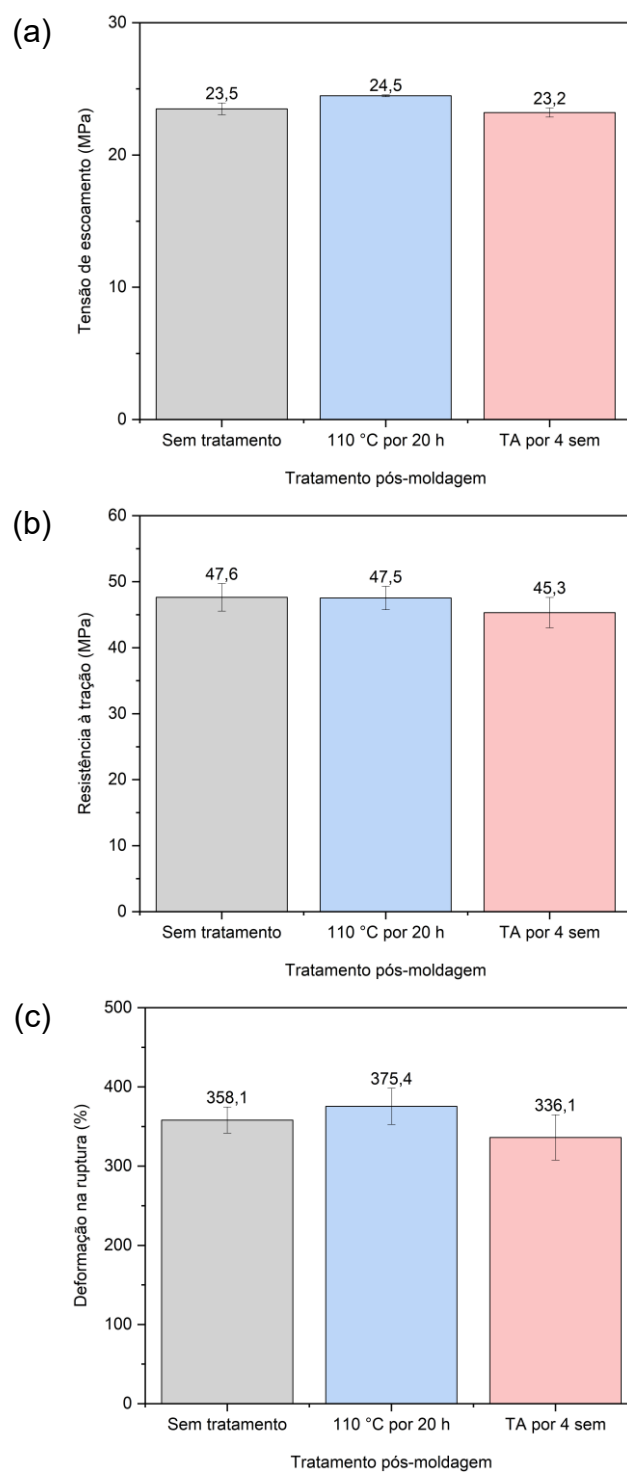 (a)
Tensão de escoamento (MPa)
30
20
10
0
23,5
24,5
23,2
Sem tratamento
110 °C por 20 h
TA por 4 sem
Tratamento pós-moldagem
(b)
Resistência à tração (MPa)
60
50
40
30
20
10
0
47,6
47,5
45,3
Sem tratamento
110 °C por 20 h
TA por 4 sem
Tratamento pós-moldagem
(c)
Deformação na ruptura (%)
500
400
300
200
100
0
358,1
375,4
336,1
Sem tratamento
110 °C por 20 h
TA por 4 sem
Tratamento pós-moldagem